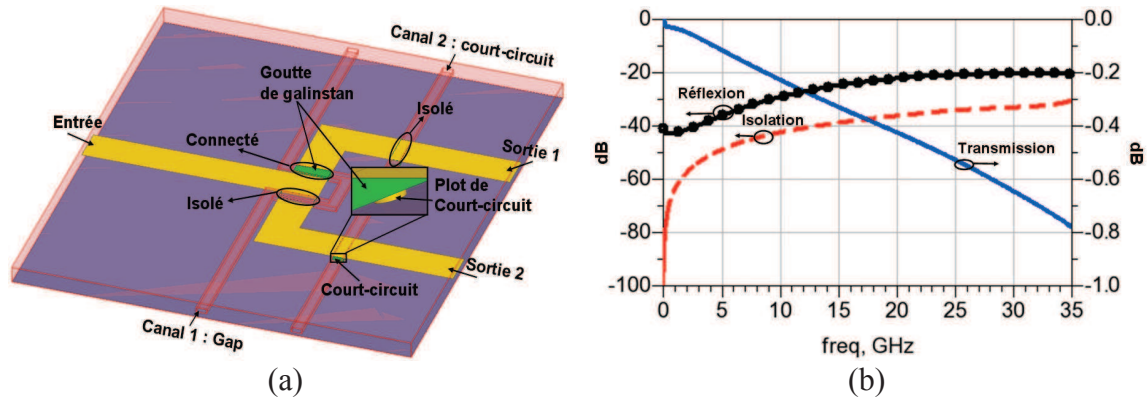 Canal 2 : court-circuit
Goutte
de galinstan
Isolé
Entrée
Connecté
Sortie 1
Isolé
Plot de
Court-circuit
Sortie 2
Court-circuit
Canal 1 : Gap
(a)
0
-20
-40
-60
-80
-100
dB
0.0
-0.2
-0.4
-0.6
-0.8
-1.0
dB
Réflexion
Isolation
Transmission
0 5 10 15 20 25 30 35
freq, GHz
(b)